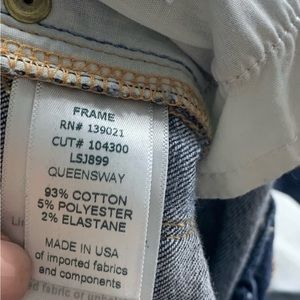 FRAME
RN# 139021
CUT# 104300
LSJ899
QUEENSWAY
93% COTTON
5% POLYESTER
2% ELASTANE
MADE IN USA
of imported fabrics
and components